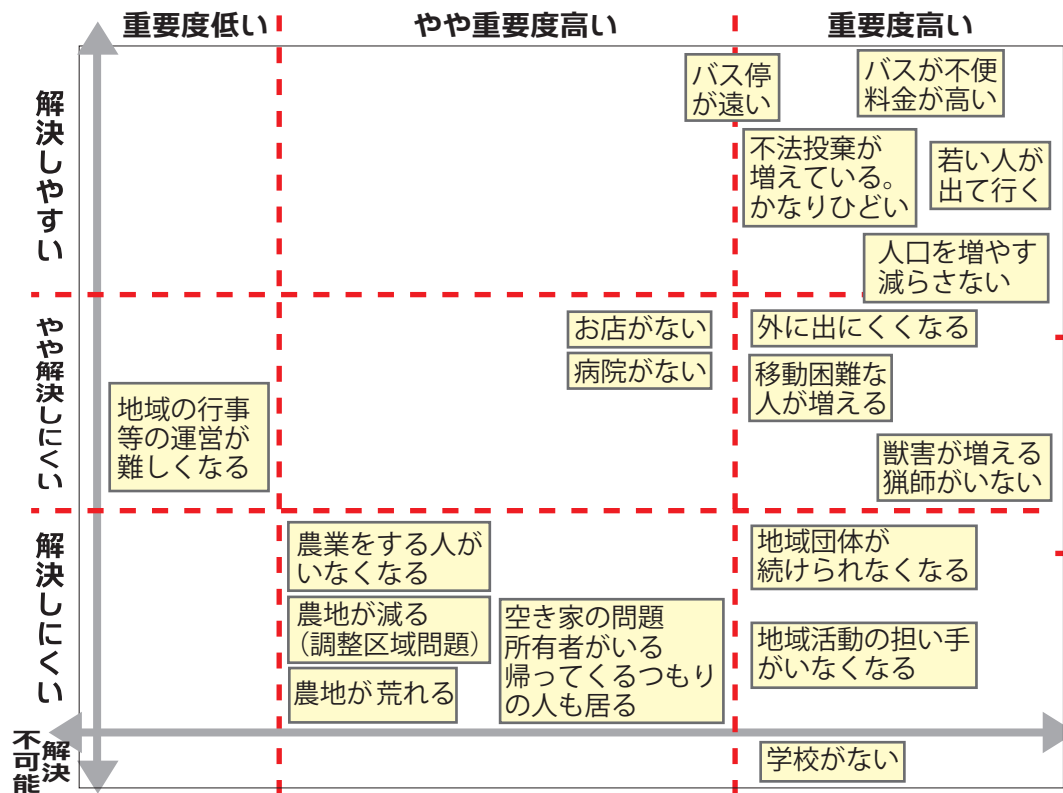 重要度低い
やや重要度高い
重要度高い
解決しやすい
バス停
が遠い
バスが不便
料金が高い
不法投棄が
増えている。
かなりひどい
若い人が
出て行く
人口を増やす
減らさない
やや解決しにくい
お店がない
病院がない
外に出にくくなる
移動困難な
人が増える
地域の行事
等の運営が
難しくなる
獣害が増える
猟師がいない
解決しにくい
農業をする人が
いなくなる
農地が減る
（調整区域問題）
農地が荒れる
空き家の問題
所有者がいる
帰ってくるつもり
の人も居る
地域団体が
続けられなくなる
地域活動の担い手
がいなくなる
解決
不可能
学校がない